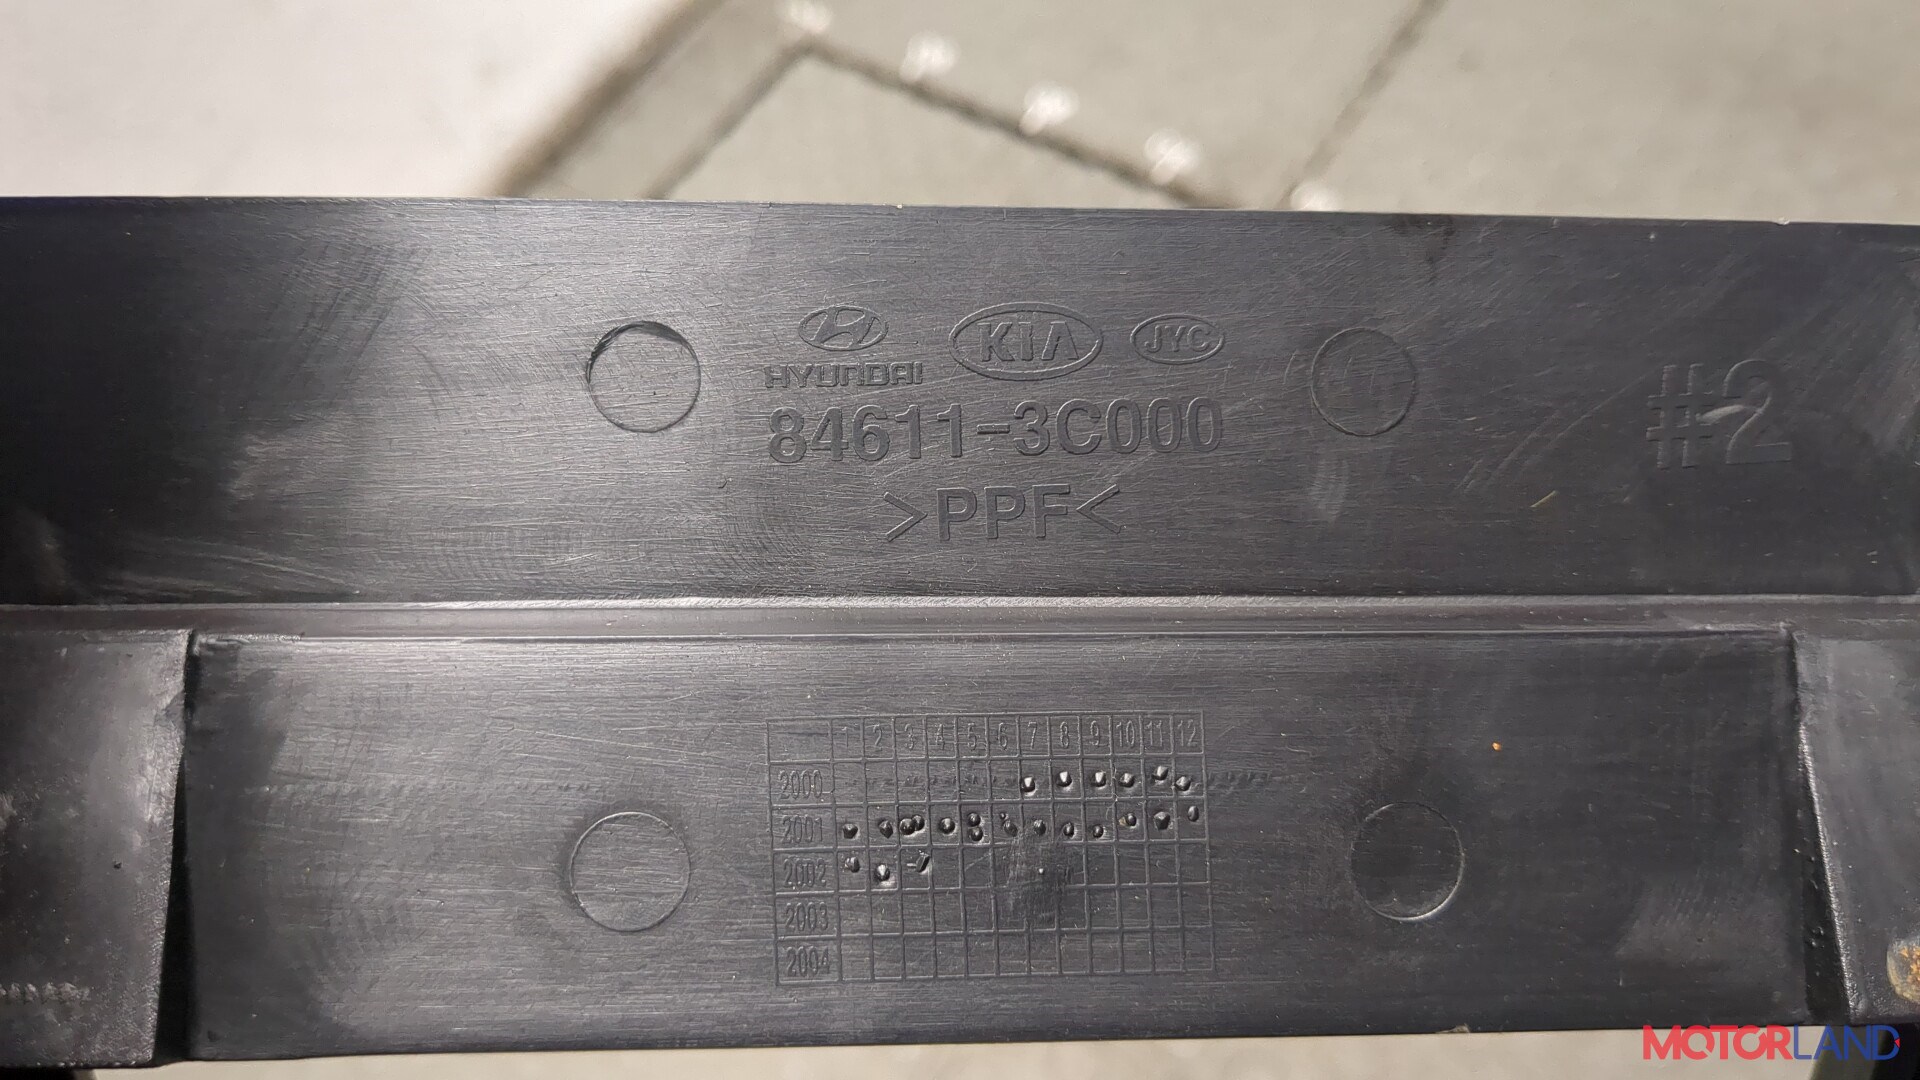 HYUNDAI KIA JYC
84611-3C000
>PPF<
#2
1 2 3 4 5 6 7 8 9 10 11 12
2000
2001
2002
2003
2004
MOTORLAND